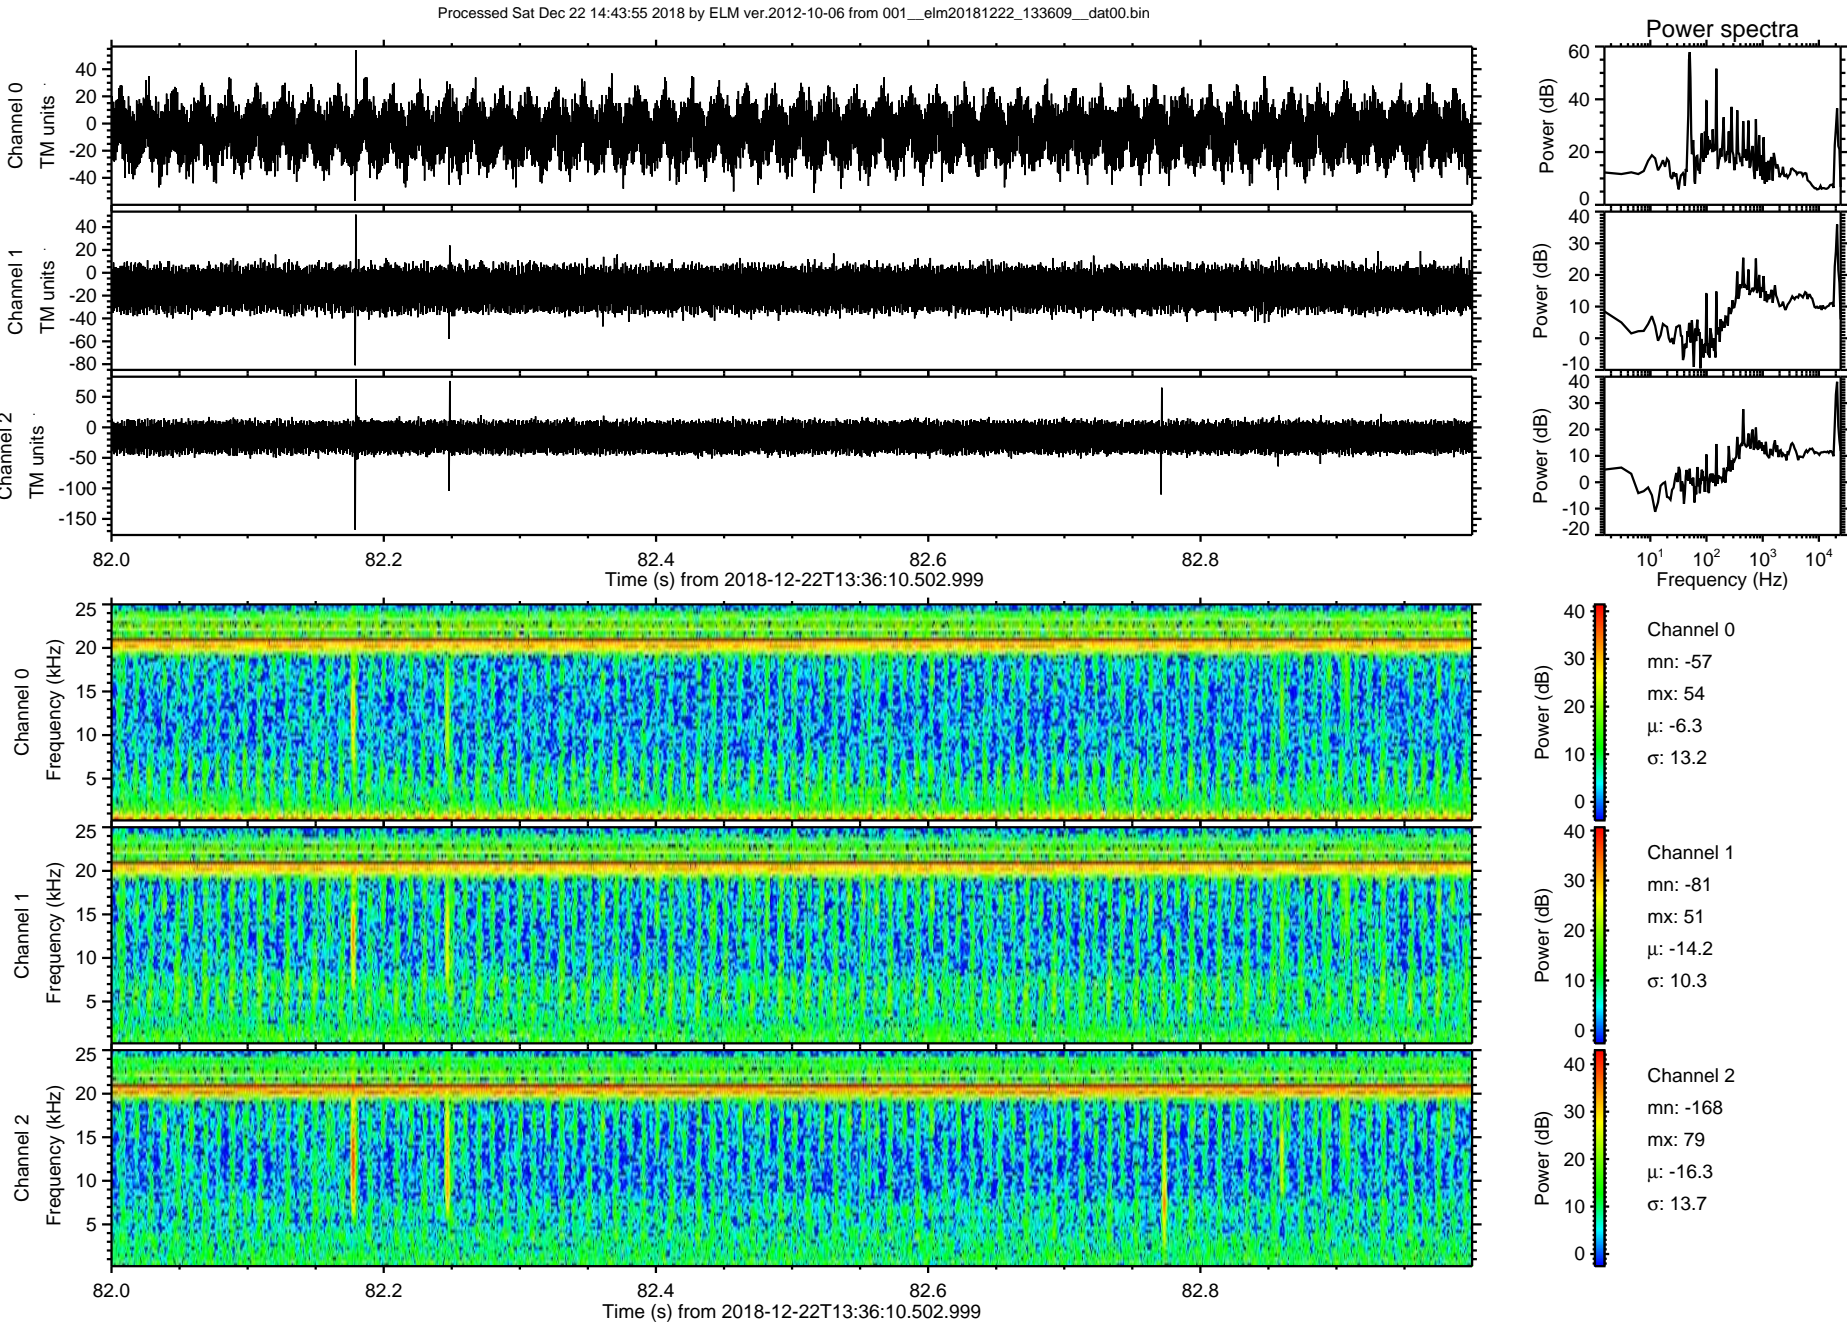 Processed Sat Dec 22 14:43:55 2018 by ELM ver.2012-10-06 from 001__elm20181222_133609__dat00.bin
Power spectra
Channel 0
TM units
40
20
0
-20
-40
Power (dB)
60
40
20
0
Channel 1
TM units
40
20
0
-20
-40
-60
-80
Power (dB)
40
30
20
10
0
-10
Channel 2
TM units
50
0
-50
-100
-150
Power (dB)
40
30
20
10
0
-10
-20
82.0 82.2 82.4 82.6 82.8
Time (s) from 2018-12-22T13:36:10.502.999
10¹ 10² 10³ 10⁴
Frequency (Hz)
Channel 0
Frequency (kHz)
25
20
15
10
5
Power (dB)
40
30
20
10
0
Channel 0
mn: -57
mx: 54
µ: -6.3
σ: 13.2
Channel 1
Frequency (kHz)
25
20
15
10
5
Power (dB)
40
30
20
10
0
Channel 1
mn: -81
mx: 51
µ: -14.2
σ: 10.3
Channel 2
Frequency (kHz)
25
20
15
10
5
Power (dB)
40
30
20
10
0
Channel 2
mn: -168
mx: 79
µ: -16.3
σ: 13.7
82.0 82.2 82.4 82.6 82.8
Time (s) from 2018-12-22T13:36:10.502.999